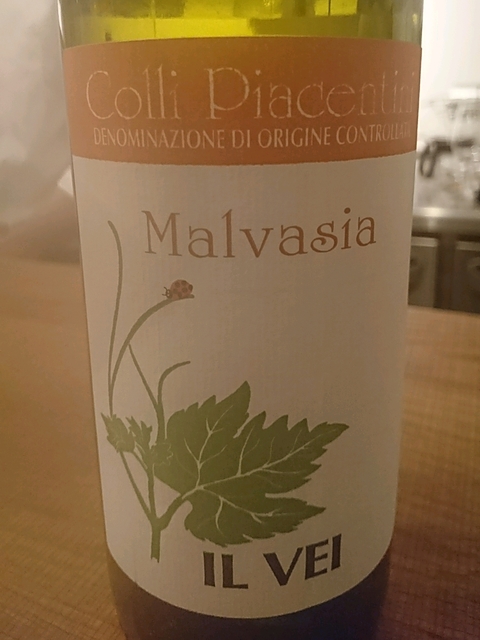 Colli Piacentini
DENOMINAZIONE DI ORIGINE CONTROLLATA
Malvasia
IL VEI